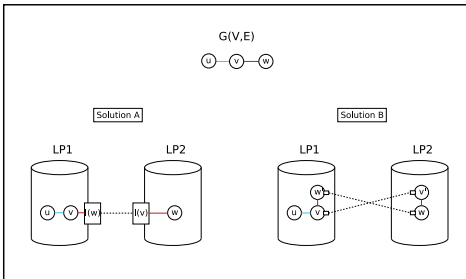 G(V,E)
u v w
Solution A
Solution B
LP1 LP2
LP1 LP2
u v I(w) I(v) w
w' v'
u v w